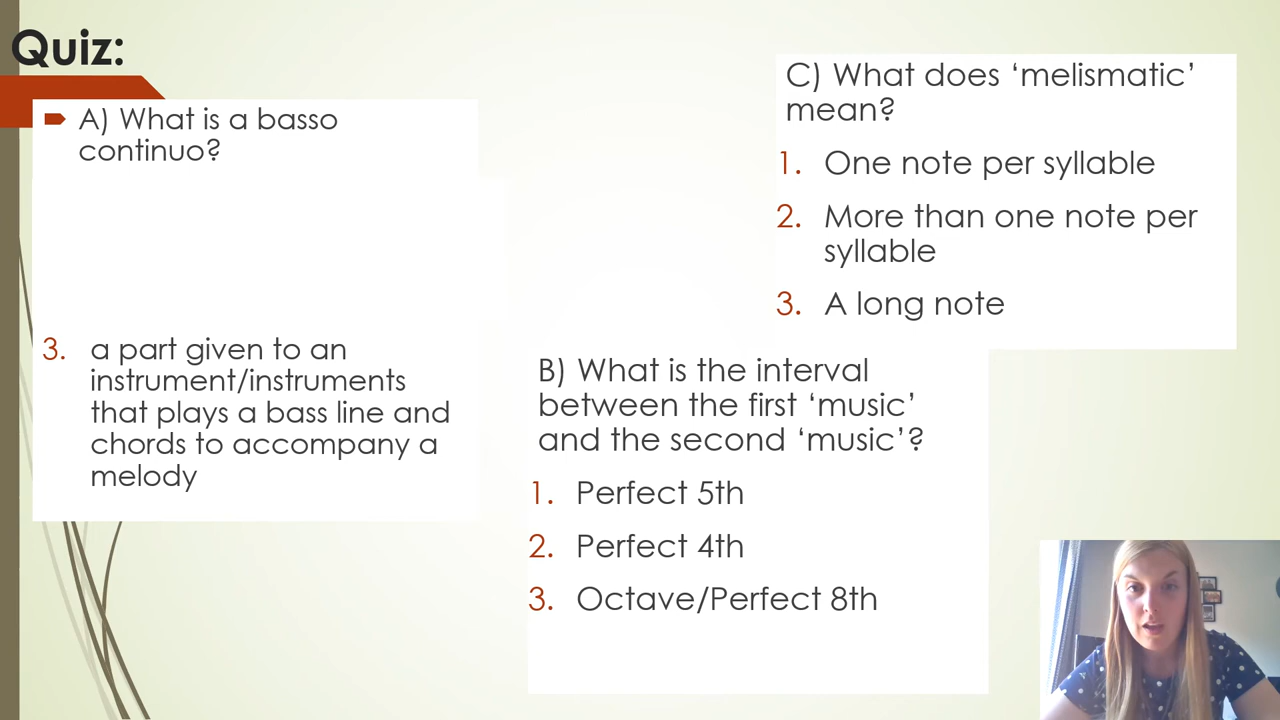 Quiz:
A) What is a basso
continuo?
3. a part given to an
instrument/instruments
that plays a bass line and
chords to accompany a
melody
B) What is the interval
between the first ‘music’
and the second ‘music’?
1. Perfect 5th
2. Perfect 4th
3. Octave/Perfect 8th
C) What does ‘melismatic’
mean?
1. One note per syllable
2. More than one note per
syllable
3. A long note